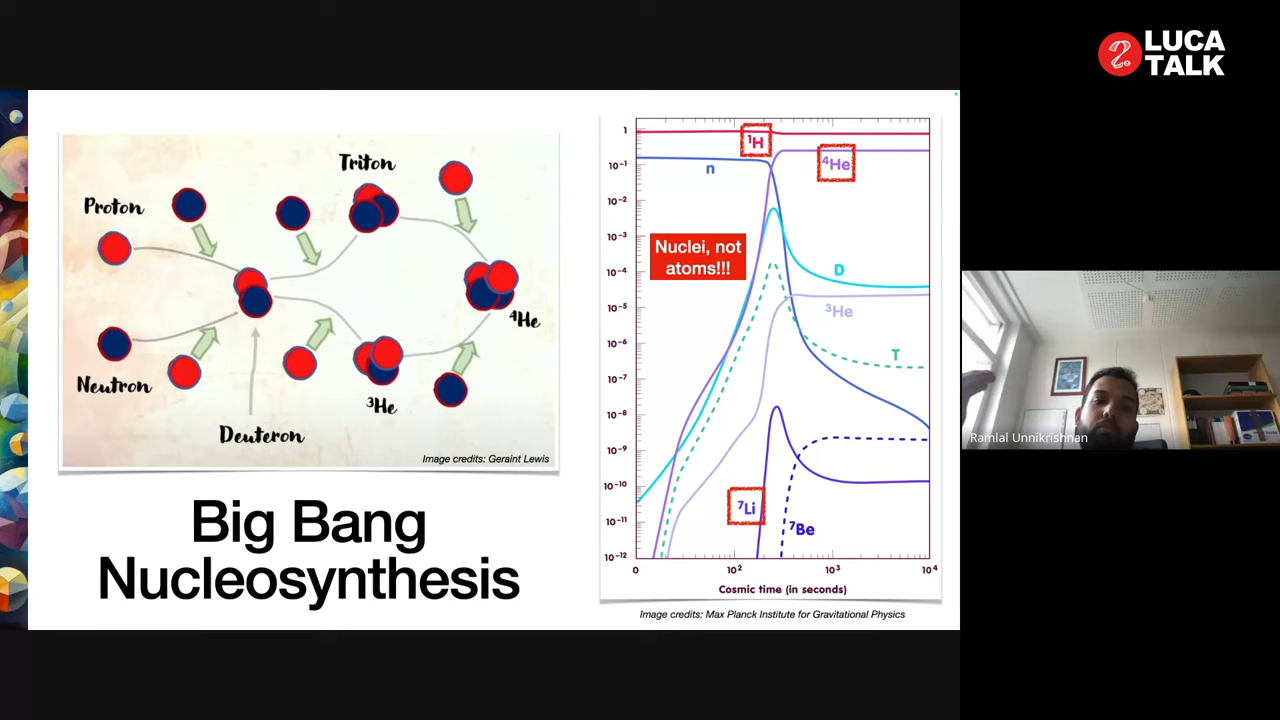 LUCA
TALK
Triton
Proton
Neutron
Deuteron
³He
⁴He
Image credits: Geraint Lewis
Big Bang
Nucleosynthesis
1
10⁻¹
10⁻²
10⁻³
10⁻⁴
10⁻⁵
10⁻⁶
10⁻⁷
10⁻⁸
10⁻⁹
10⁻¹⁰
10⁻¹¹
10⁻¹²
¹H
⁴He
n
Nuclei, not
atoms!!!
D
³He
T
⁷Li
⁷Be
0 10² 10³ 10⁴
Cosmic time (in seconds)
Image credits: Max Planck Institute for Gravitational Physics
Ramlal Unnikrishnan